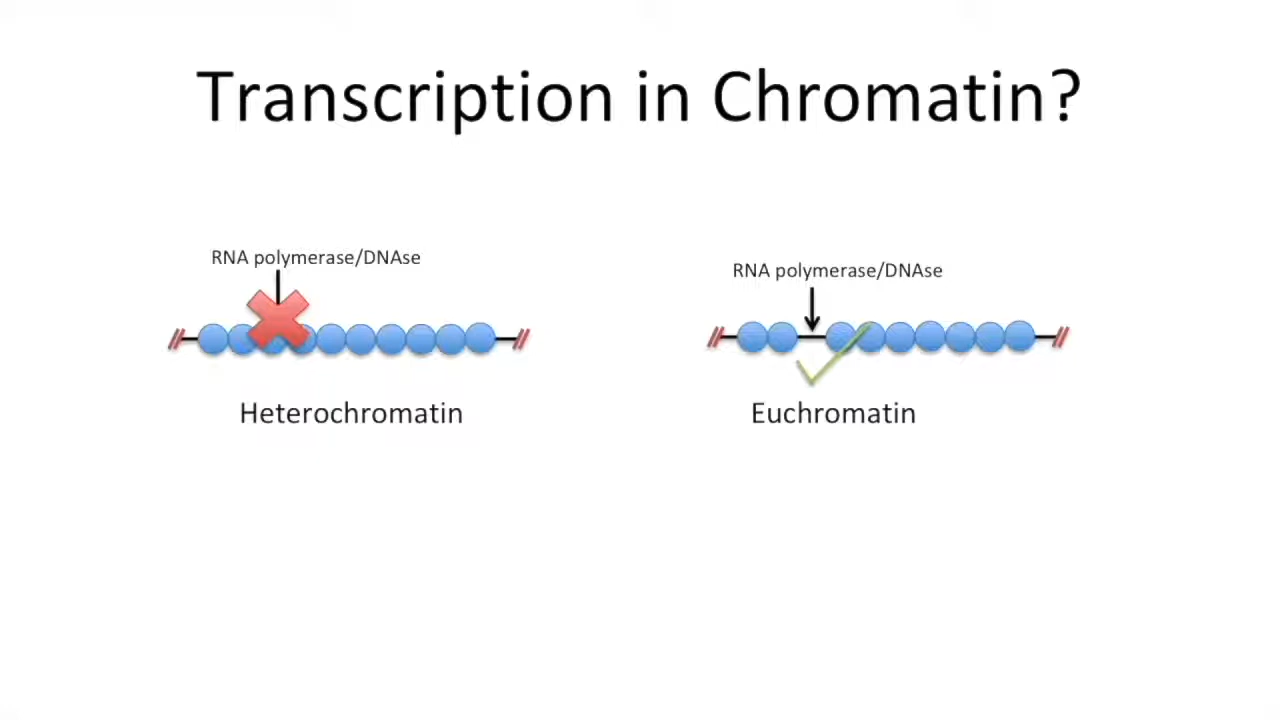 Transcription in Chromatin?
RNA polymerase/DNAse
RNA polymerase/DNAse
Heterochromatin
Euchromatin